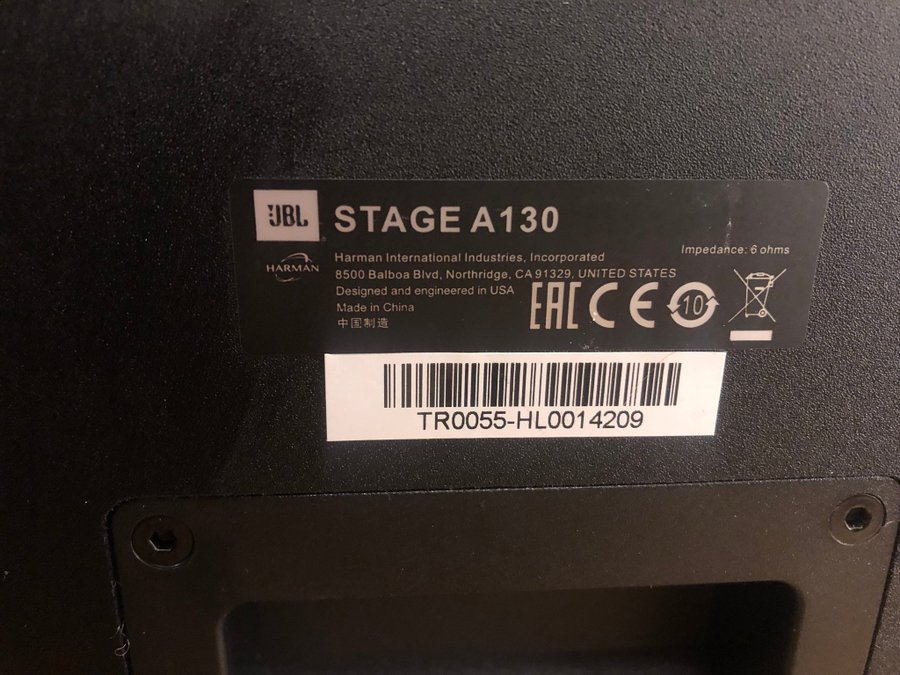 JBL STAGE A130
HARMAN
Harman International Industries, Incorporated
Impedance: 6 ohms
8500 Balboa Blvd, Northridge, CA 91329, UNITED STATES
Designed and engineered in USA
Made in China
中国制造
EAC CE 10
TR0055-HL0014209